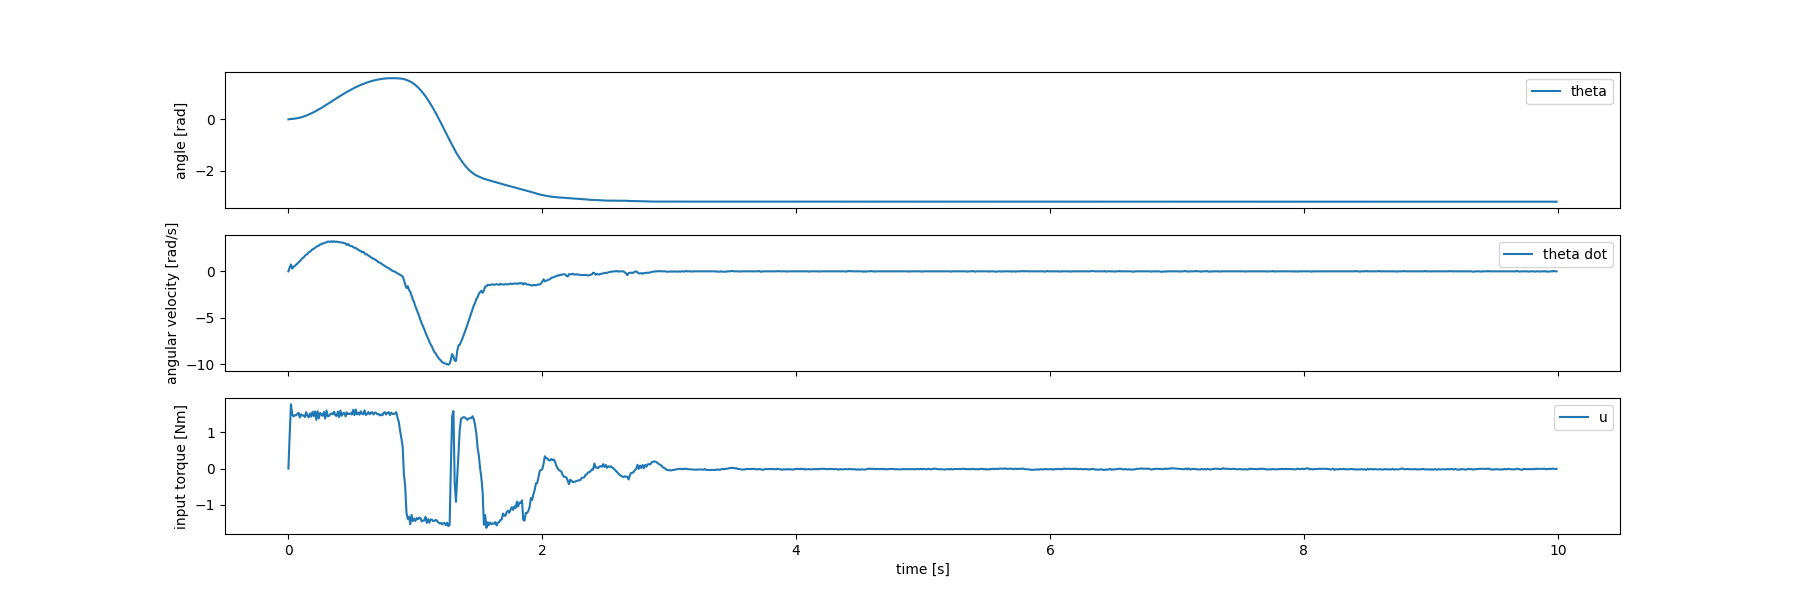 angle [rad]
0
−2
theta
angular velocity [rad/s]
0
−5
−10
theta dot
input torque [Nm]
1
0
−1
u
0 2 4 6 8 10
time [s]